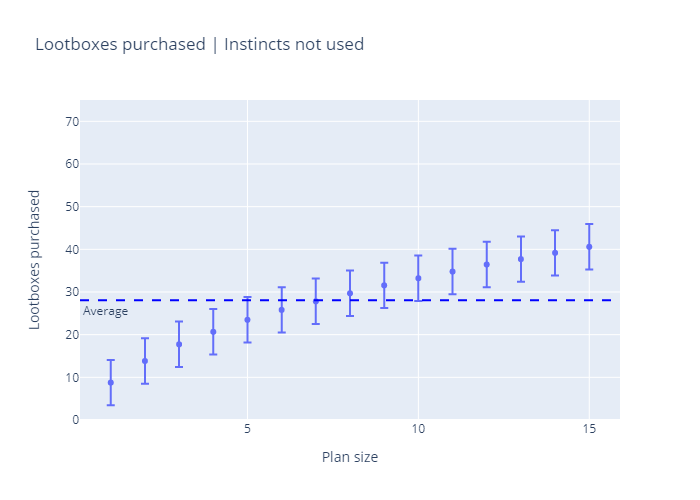 Lootboxes purchased | Instincts not used
70
60
50
40
30
20
10
0
Lootboxes purchased
Average
5
10
15
Plan size